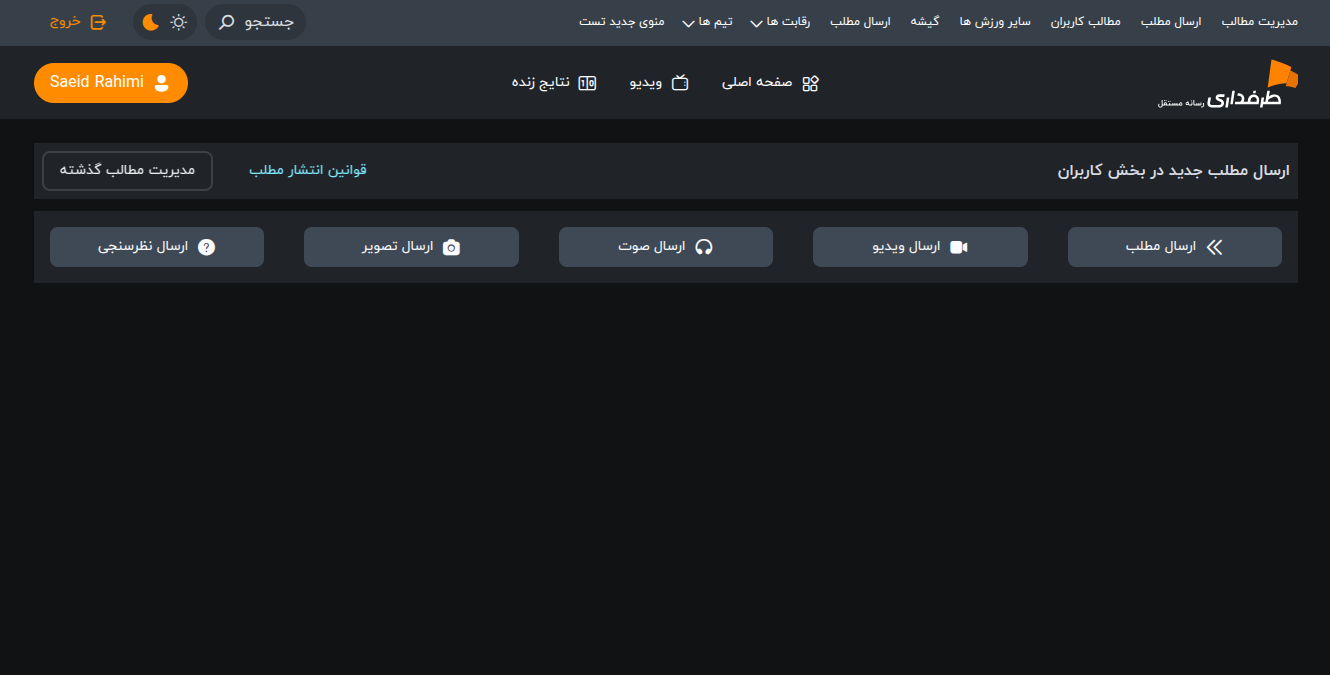 مدیریت مطالب ارسال مطلب مطالب کاربران سایر ورزش ها گیشه ارسال مطلب رقابت ها تیم ها منوی جدید تست جستجو خروج
طرفداری رسانه مستقل صفحه اصلی ویدیو نتایج زنده Saeid Rahimi
ارسال مطلب جدید در بخش کاربران قوانین انتشار مطلب مدیریت مطالب گذشته
ارسال مطلب ارسال ویدیو ارسال صوت ارسال تصویر ارسال نظرسنجی